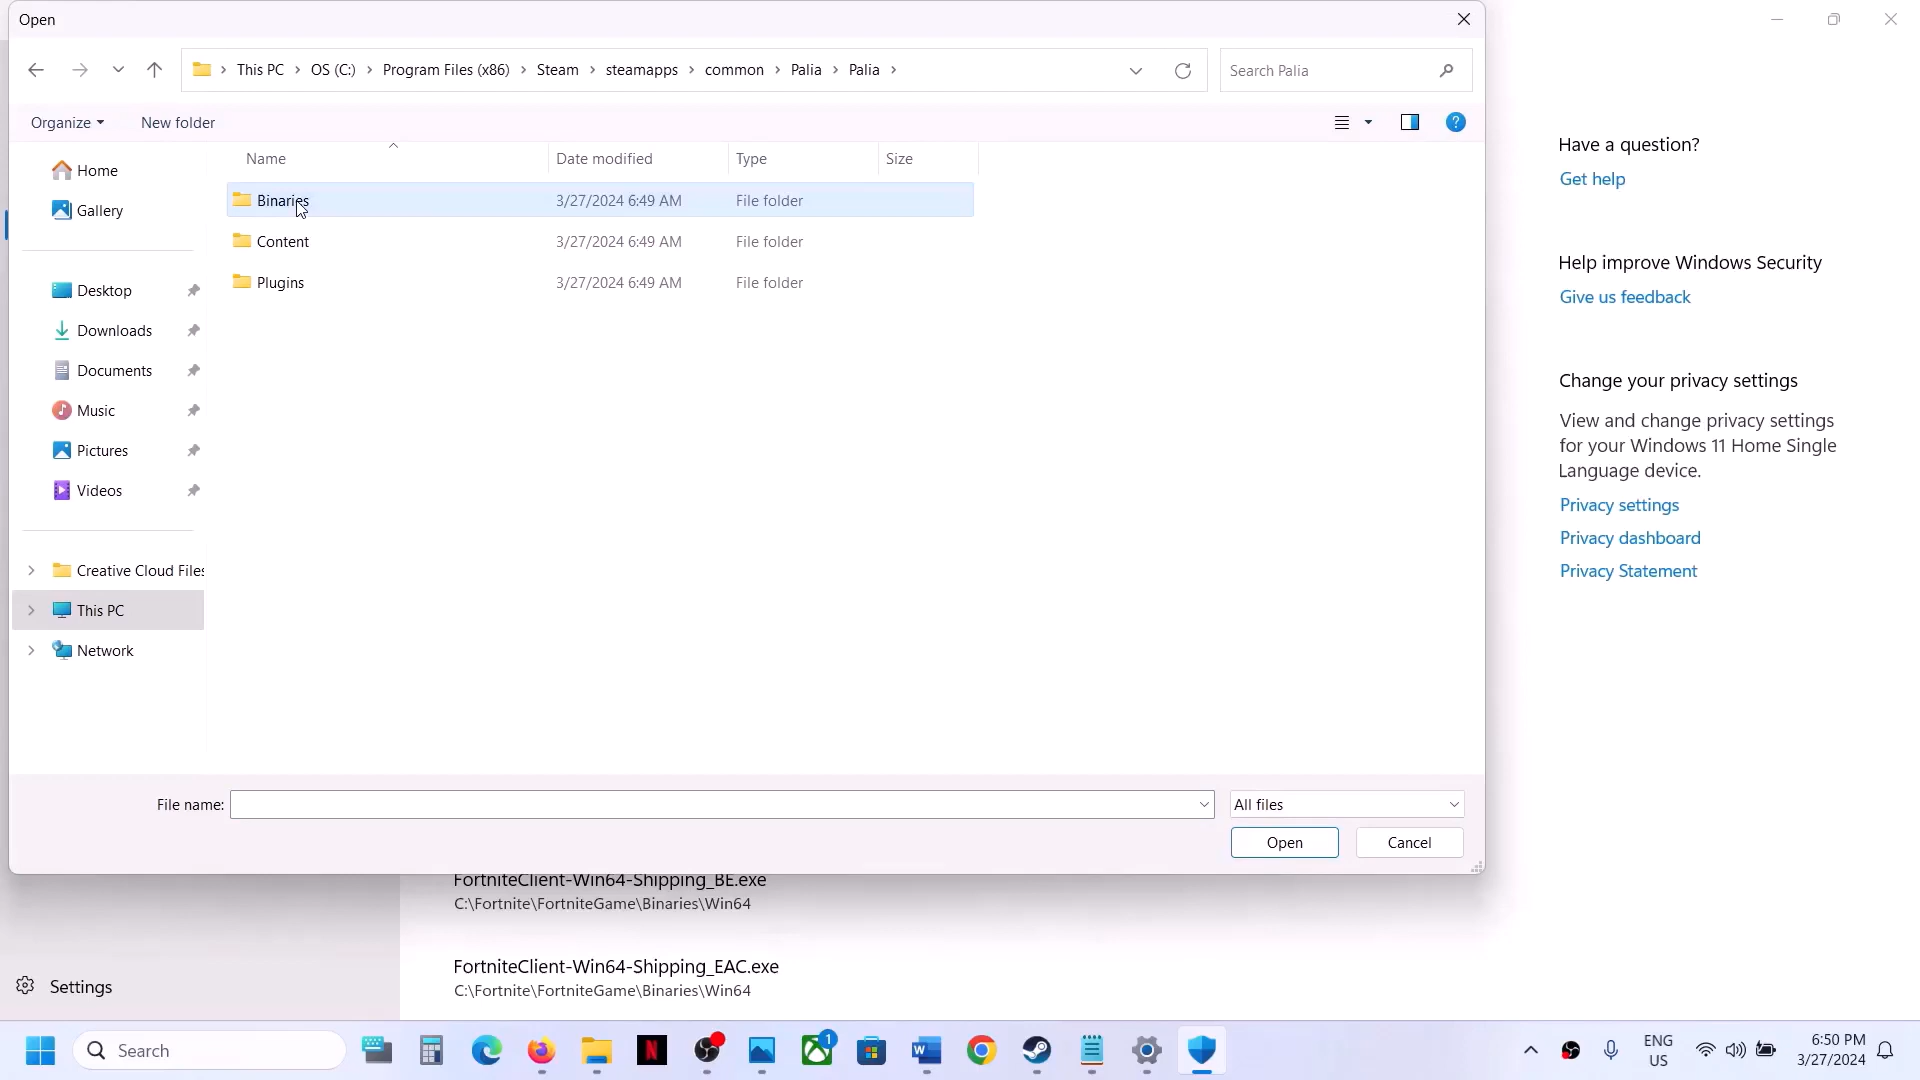 Open
This PC > OS (C:) > Program Files (x86) > Steam > steamapps > common > Palia > Palia >
Search Palia
Organize
New folder
Name
Date modified
Type
Size
Binaries 3/27/2024 6:49 AM File folder
Content 3/27/2024 6:49 AM File folder
Plugins 3/27/2024 6:49 AM File folder
Home
Gallery
Desktop
Downloads
Documents
Music
Pictures
Videos
Creative Cloud Files
This PC
Network
File name:
All files
Open
Cancel
Have a question?
Get help
Help improve Windows Security
Give us feedback
Change your privacy settings
View and change privacy settings
for your Windows 11 Home Single
Language device.
Privacy settings
Privacy dashboard
Privacy Statement
FortniteClient-Win64-Shipping_BE.exe
C:\Fortnite\FortniteGame\Binaries\Win64
FortniteClient-Win64-Shipping_EAC.exe
C:\Fortnite\FortniteGame\Binaries\Win64
Settings
Search
1
ENG
US
6:50 PM
3/27/2024